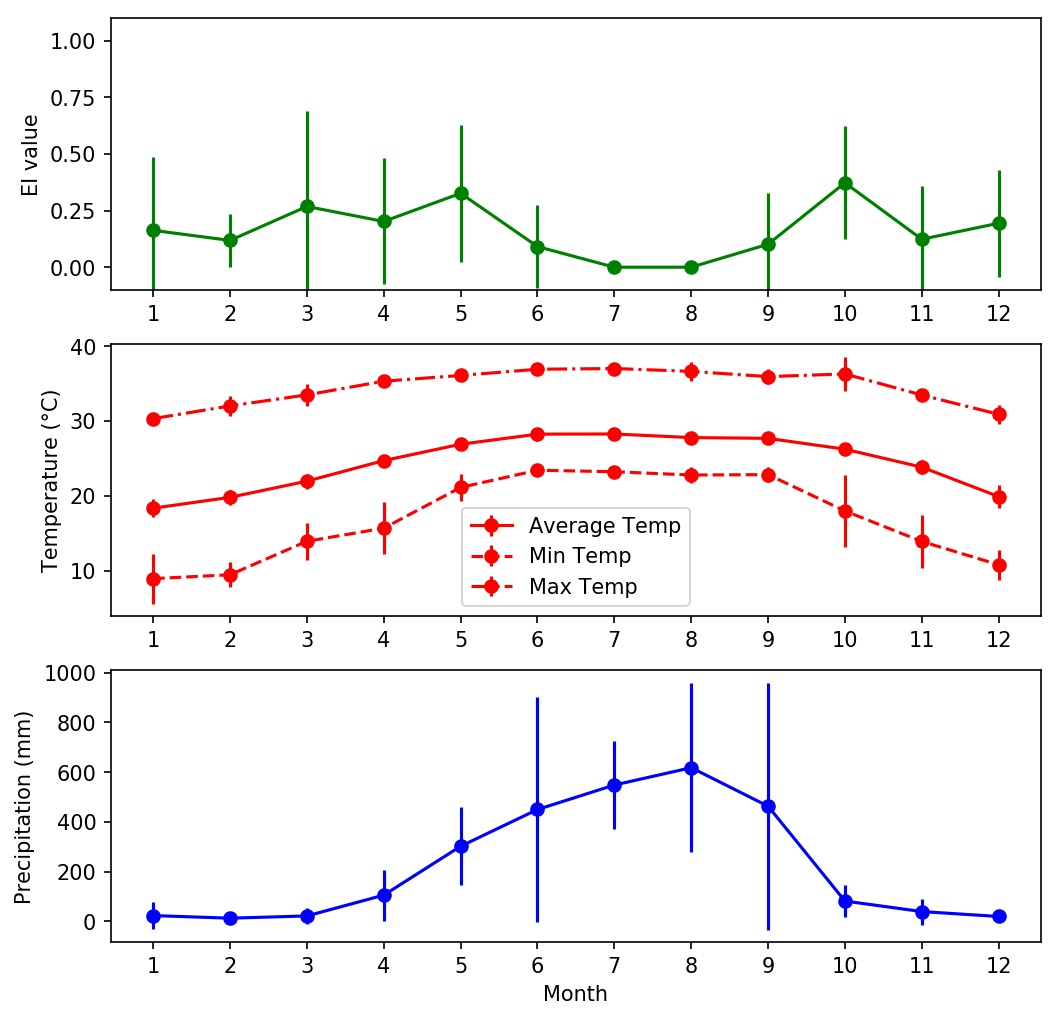 EI value
1.00
0.75
0.50
0.25
0.00
1 2 3 4 5 6 7 8 9 10 11 12
Temperature (°C)
40
30
20
10
Average Temp
Min Temp
Max Temp
1 2 3 4 5 6 7 8 9 10 11 12
Precipitation (mm)
1000
800
600
400
200
0
1 2 3 4 5 6 7 8 9 10 11 12
Month